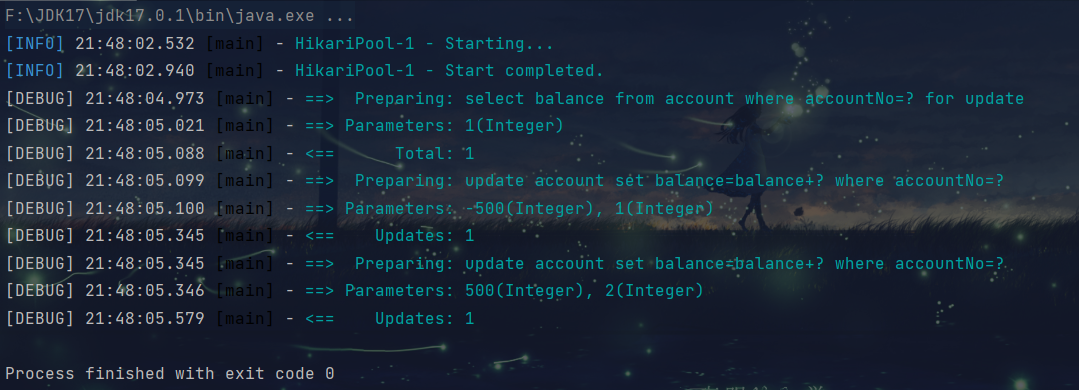 F:\JDK17\jdk17.0.1\bin\java.exe ...
[INFO] 21:48:02.532 [main] - HikariPool-1 - Starting...
[INFO] 21:48:02.940 [main] - HikariPool-1 - Start completed.
[DEBUG] 21:48:04.973 [main] - ==>  Preparing: select balance from account where accountNo=? for update
[DEBUG] 21:48:05.021 [main] - ==> Parameters: 1(Integer)
[DEBUG] 21:48:05.088 [main] - <==      Total: 1
[DEBUG] 21:48:05.099 [main] - ==>  Preparing: update account set balance=balance+? where accountNo=?
[DEBUG] 21:48:05.100 [main] - ==> Parameters: -500(Integer), 1(Integer)
[DEBUG] 21:48:05.345 [main] - <==    Updates: 1
[DEBUG] 21:48:05.345 [main] - ==>  Preparing: update account set balance=balance+? where accountNo=?
[DEBUG] 21:48:05.346 [main] - ==> Parameters: 500(Integer), 2(Integer)
[DEBUG] 21:48:05.579 [main] - <==    Updates: 1
Process finished with exit code 0